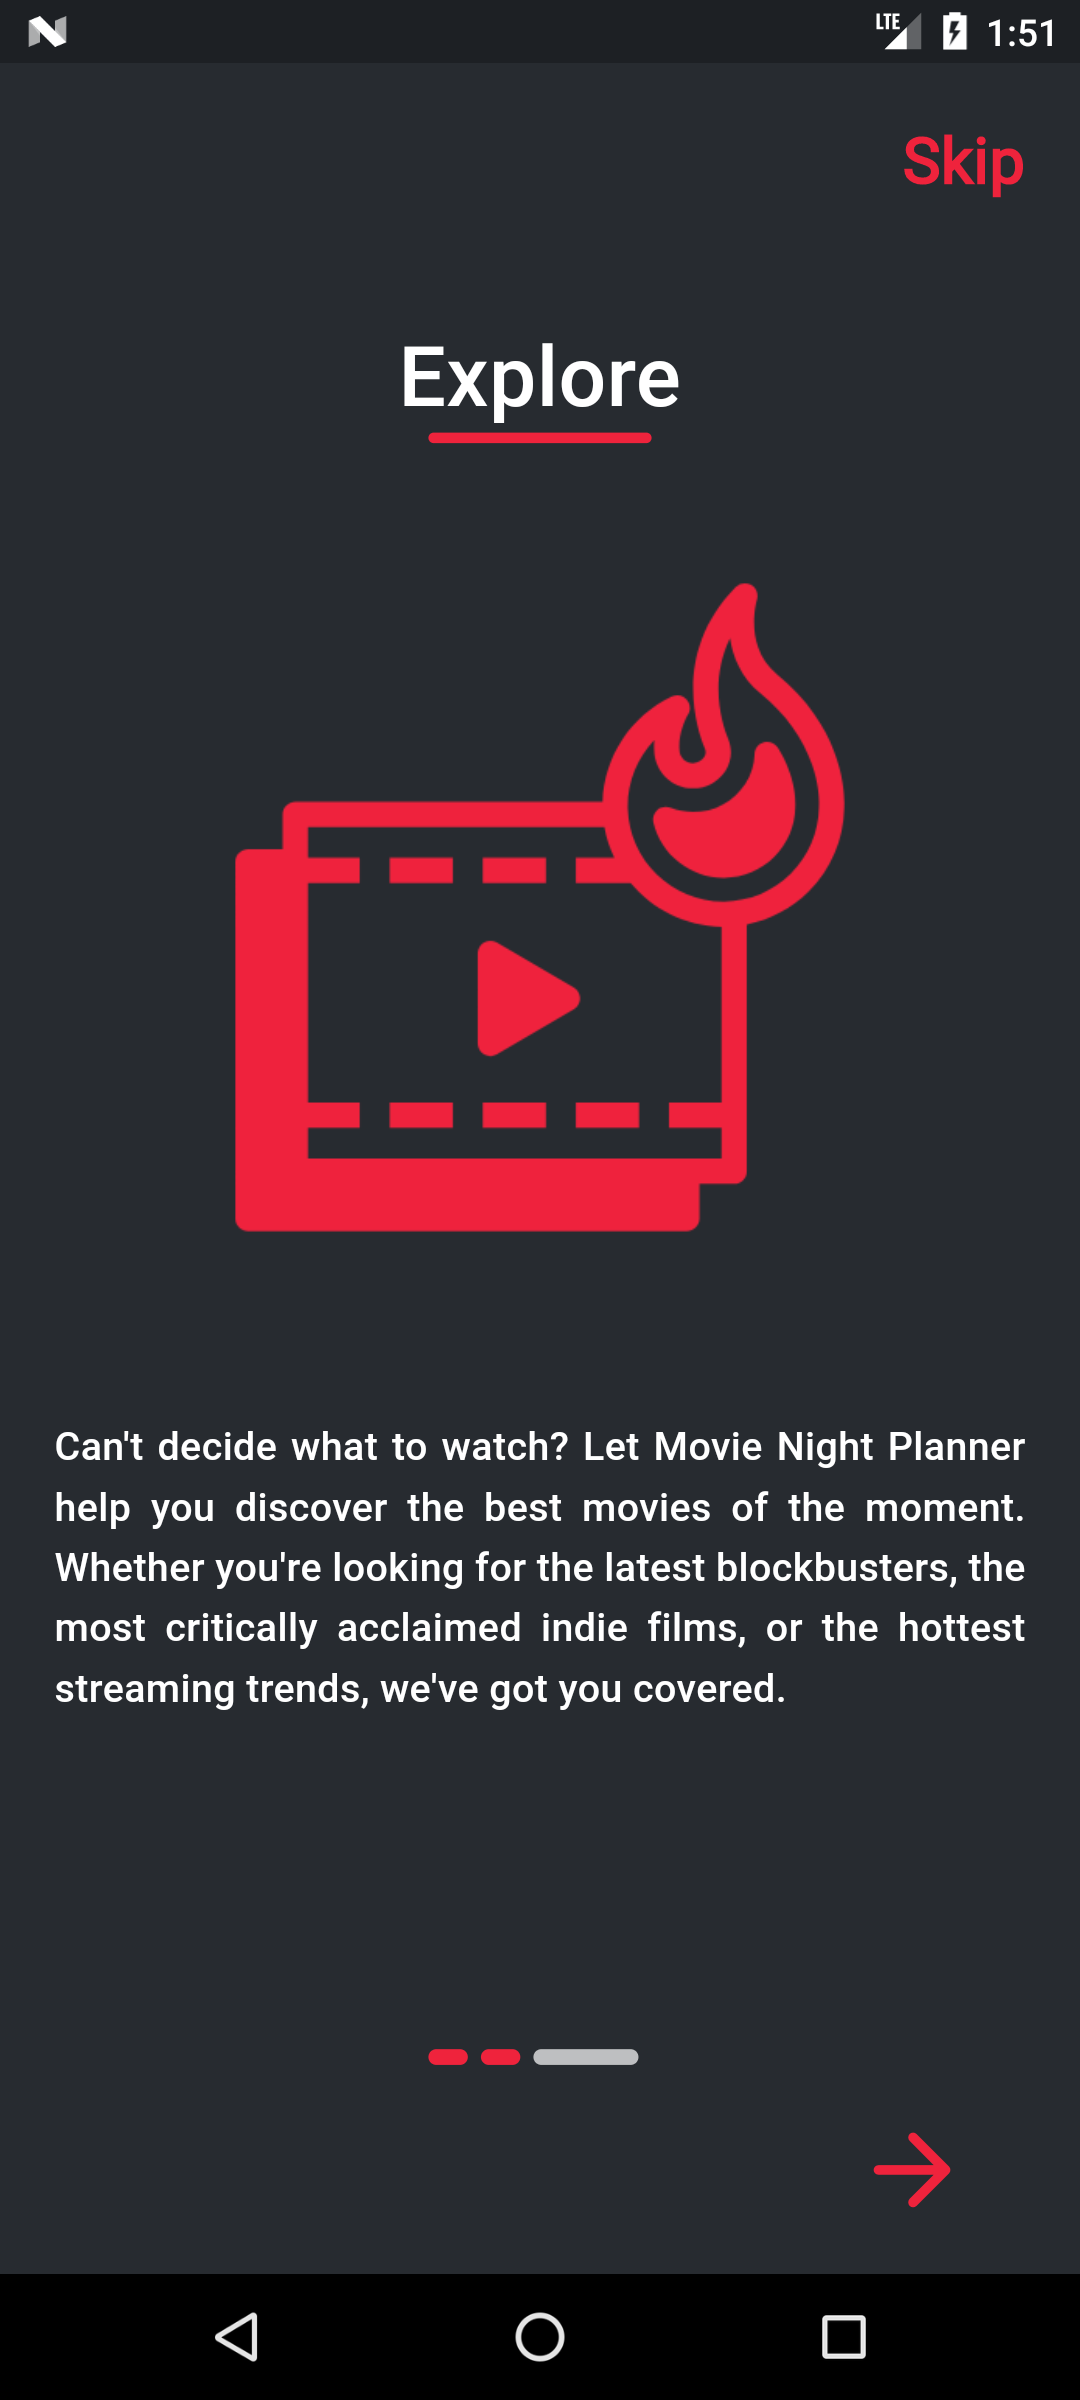 LTE 1:51
Skip
Explore
Can't decide what to watch? Let Movie Night Planner
help you discover the best movies of the moment.
Whether you're looking for the latest blockbusters, the
most critically acclaimed indie films, or the hottest
streaming trends, we've got you covered.